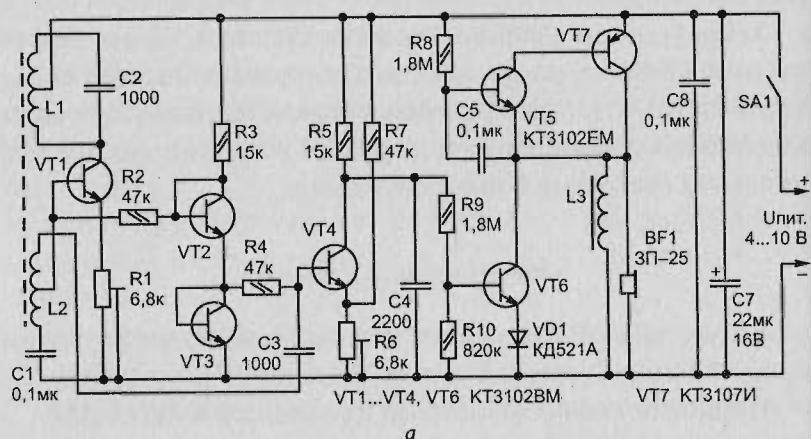 L1
C2
1000
VT1
R2
47к
L2
R1
6,8к
C1
0,1мк
R3
15к
VT2
R4
47к
VT3
C3
1000
R5
15к
R7
47к
VT4
R6
6,8к
C4
2200
R8
1,8М
C5
0,1мк
VT5
КТ3102ЕМ
R9
1,8М
R10
820к
VT6
VD1
КД521А
VT7
L3
BF1
ЗП–25
C8
0,1мк
SA1
+
Uпит.
4...10 В
+
C7
22мк
16В
VT1...VT4, VT6 КТ3102ВМ
VT7 КТ3107И
а